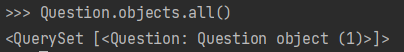 >>> Question.objects.all()
<QuerySet [<Question: Question object (1)>]>